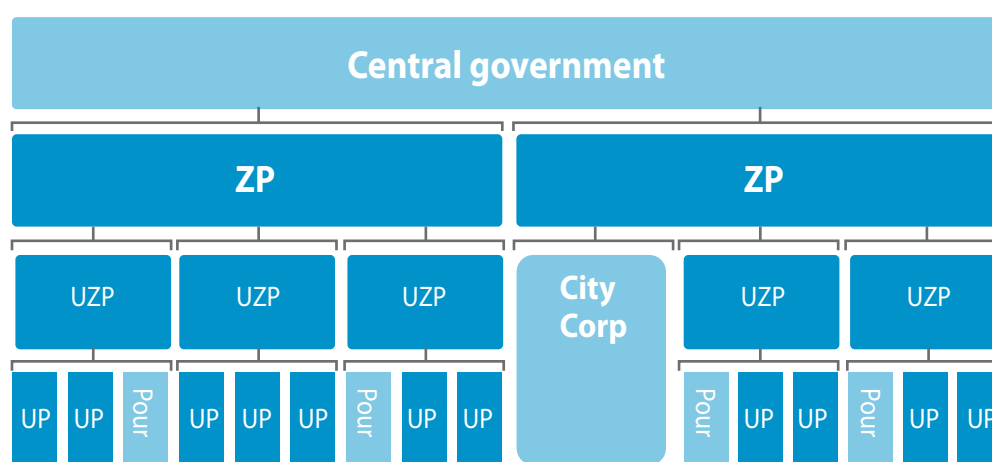 Central government
ZP ZP
UZP UZP UZP City Corp UZP UZP
UP UP Pour UP UP UP Pour UP UP Pour UP UP Pour UP UP